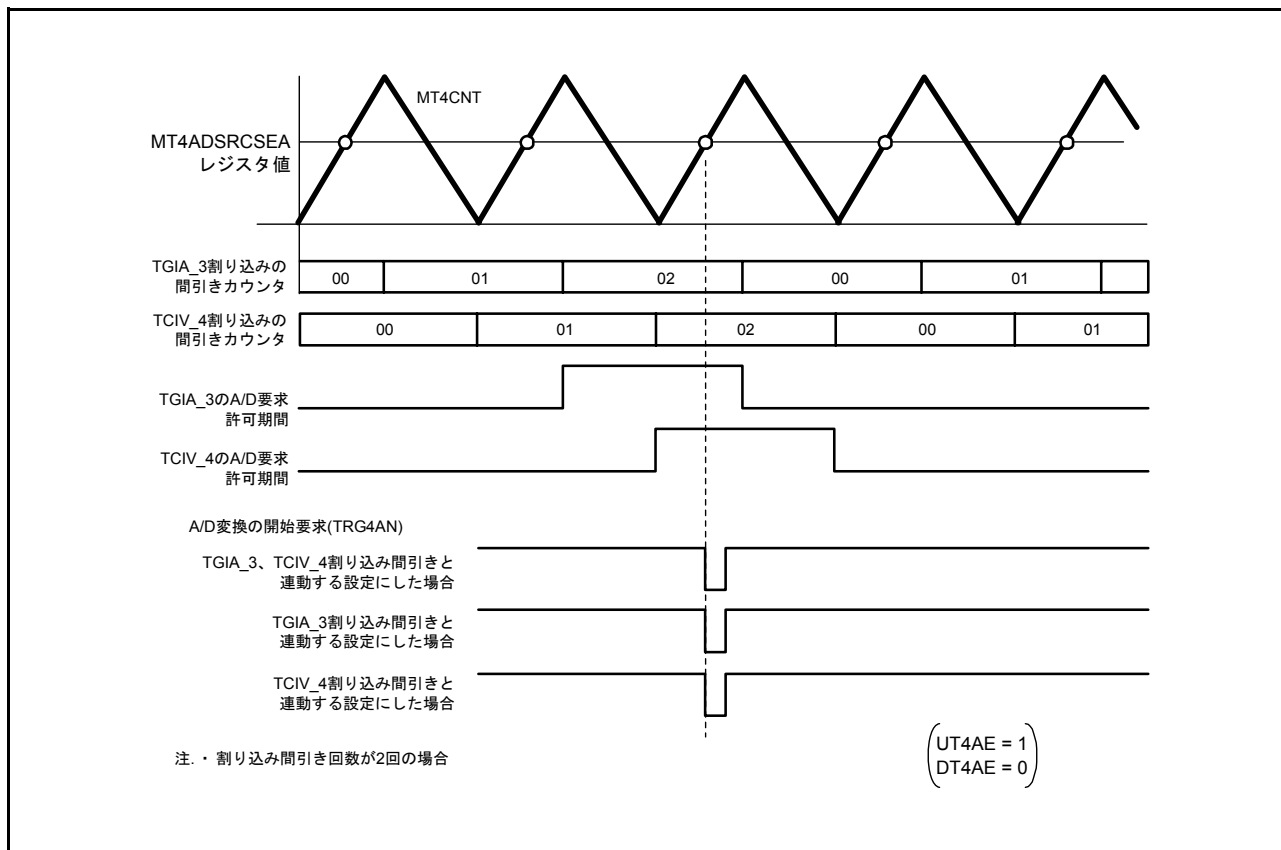 MT4CNT
MT4ADSRCSEA
レジスタ値
TGIA_3割り込みの
間引きカウンタ
00 01 02 00 01
TCIV_4割り込みの
間引きカウンタ
00 01 02 00 01
TGIA_3のA/D要求
許可期間
TCIV_4のA/D要求
許可期間
A/D変換の開始要求(TRG4AN)
TGIA_3、TCIV_4割り込み間引きと
連動する設定にした場合
TGIA_3割り込み間引きと
連動する設定にした場合
TCIV_4割り込み間引きと
連動する設定にした場合
注. ・ 割り込み間引き回数が2回の場合
UT4AE = 1
DT4AE = 0